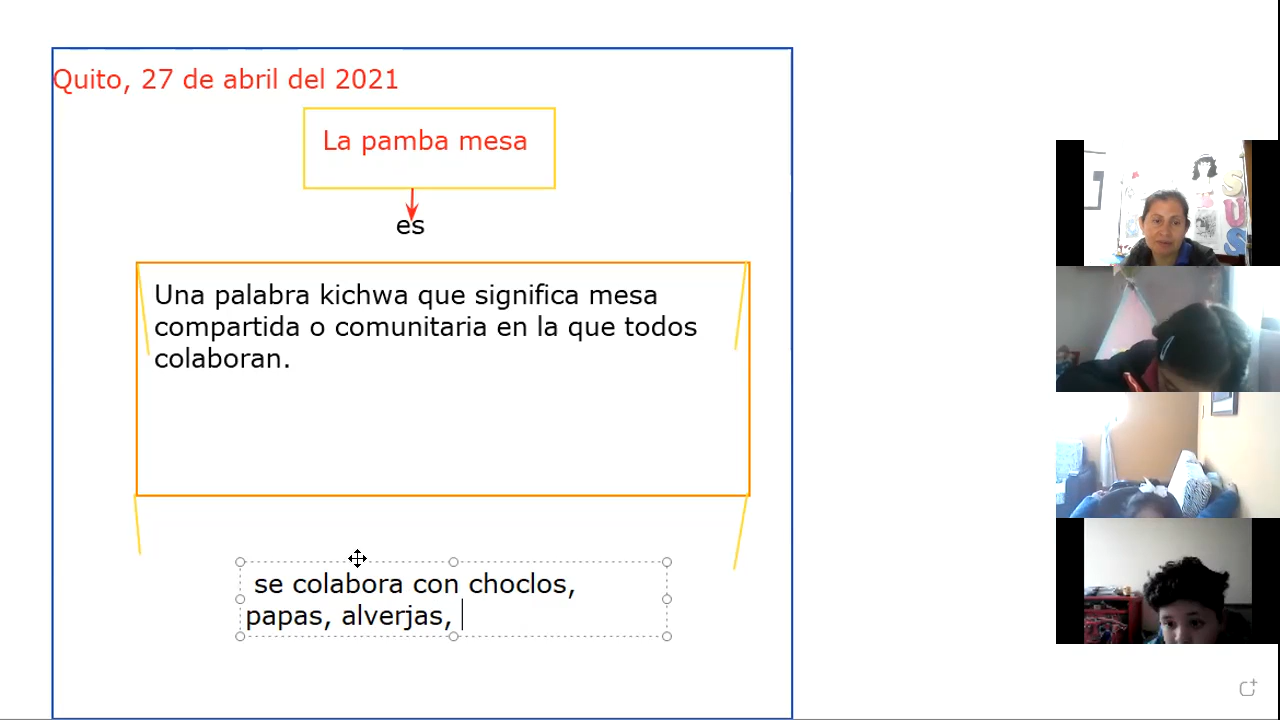 Quito, 27 de abril del 2021
La pamba mesa
es
Una palabra kichwa que significa mesa
compartida o comunitaria en la que todos
colaboran.
se colabora con choclos,
papas, alverjas,
S
U
S